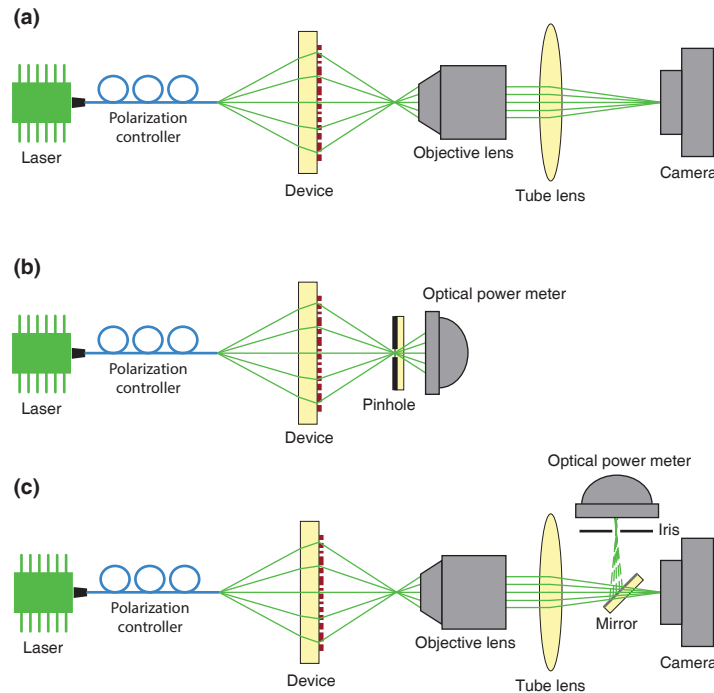 (a)
Laser
Polarization
controller
Device
Objective lens
Tube lens
Camera
(b)
Laser
Polarization
controller
Device
Pinhole
Optical power meter
(c)
Laser
Polarization
controller
Device
Objective lens
Tube lens
Optical power meter
Iris
Mirror
Camera